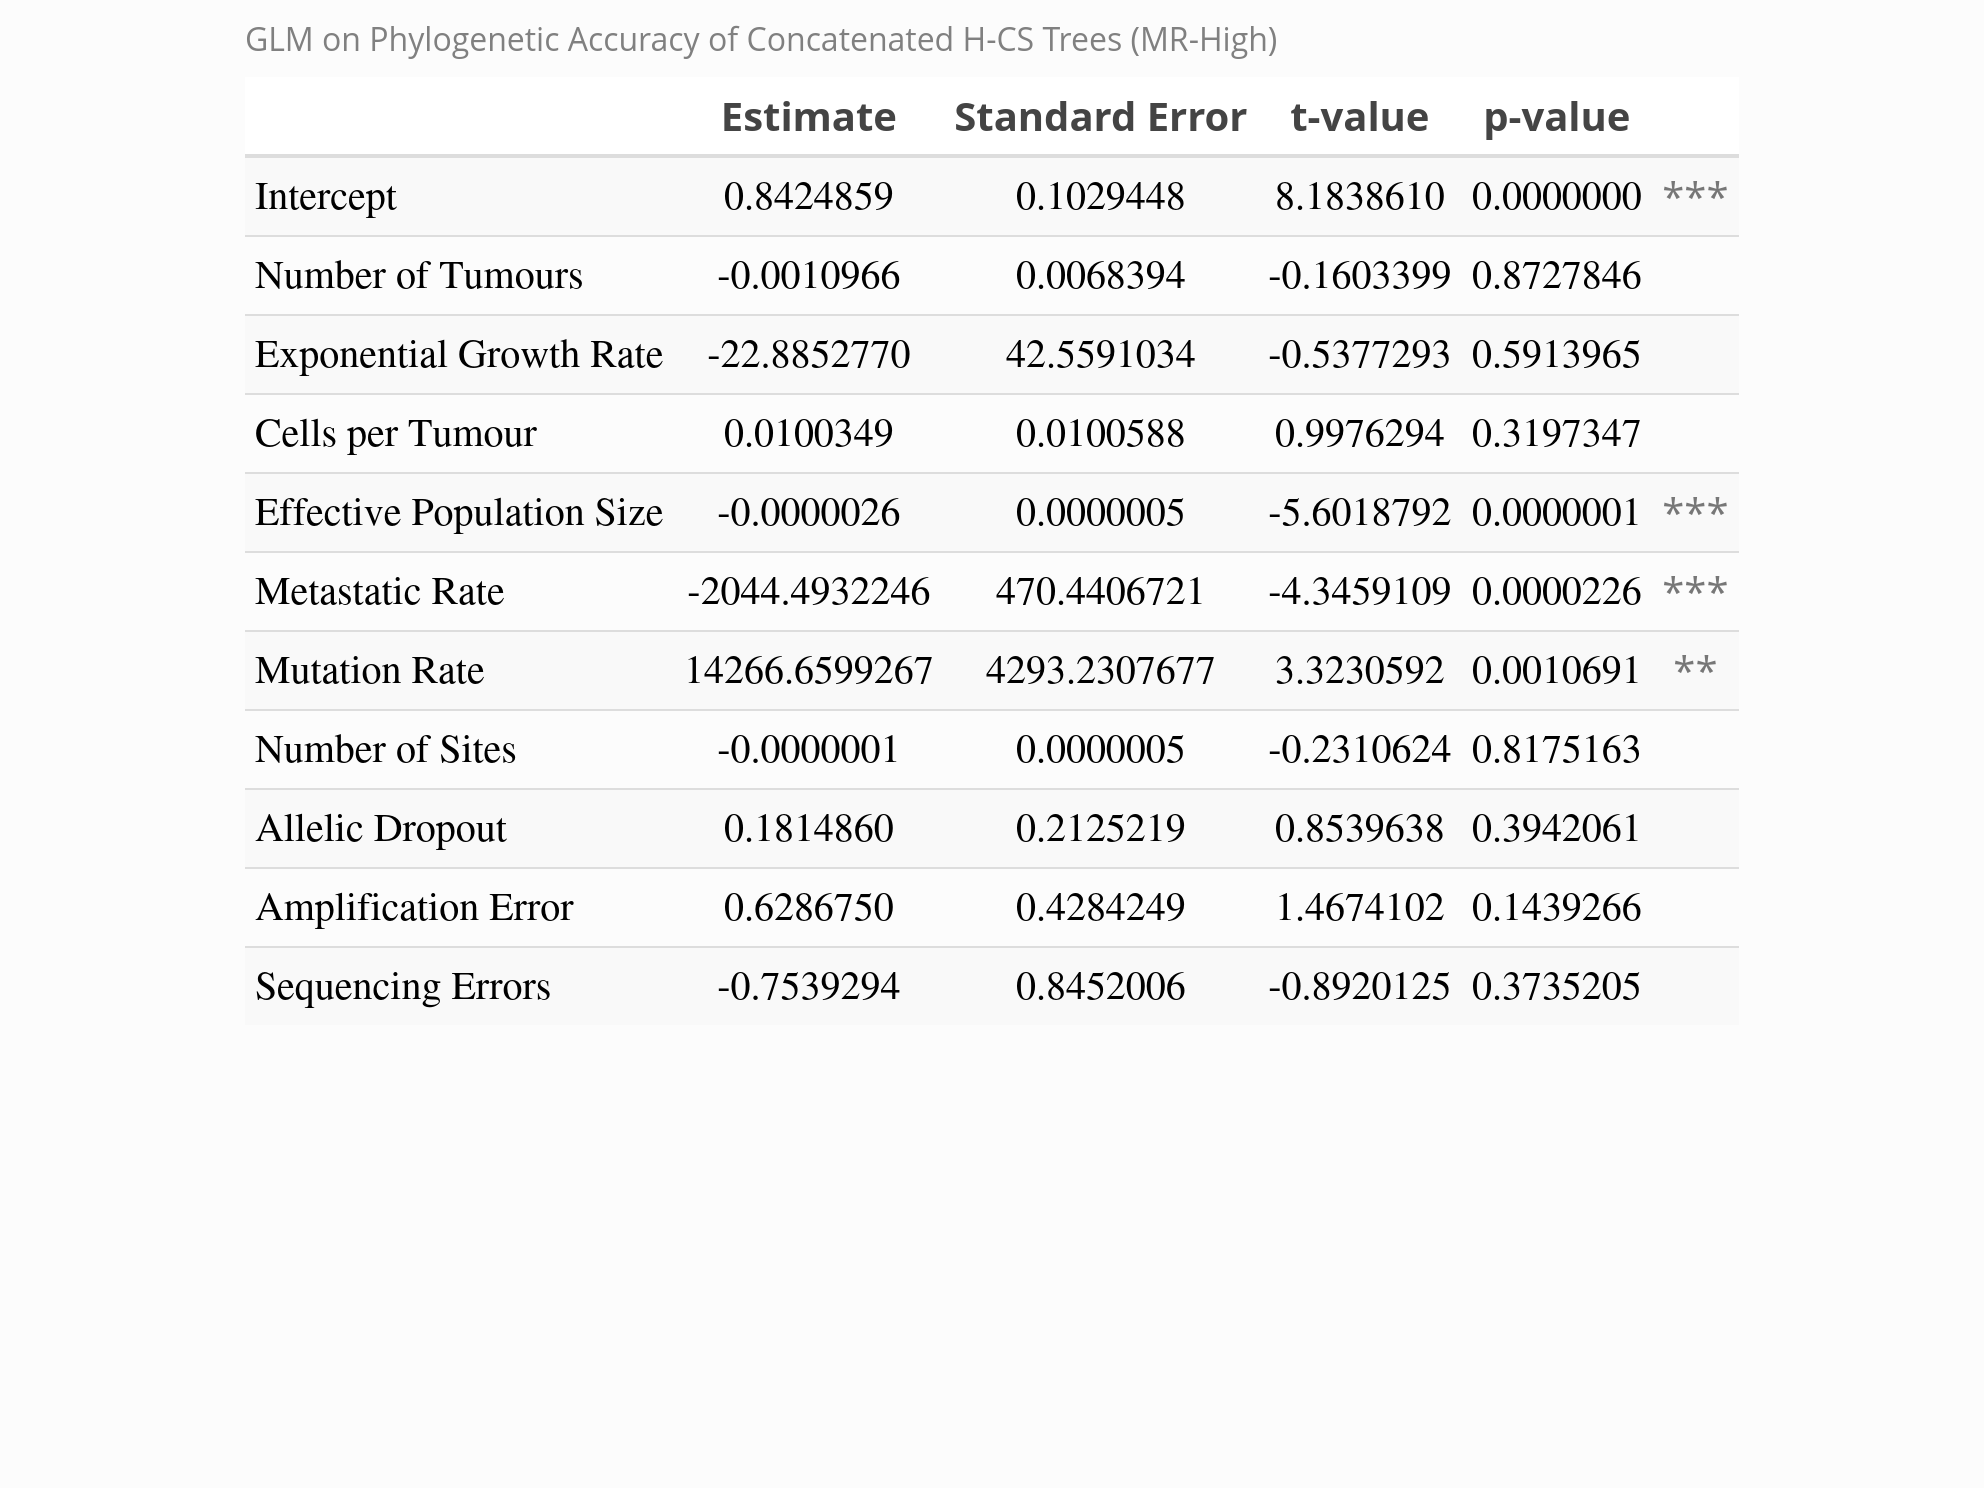 GLM on Phylogenetic Accuracy of Concatenated H-CS Trees (MR-High)
Estimate Standard Error t-value p-value
Intercept 0.8424859 0.1029448 8.1838610 0.0000000 ***
Number of Tumours -0.0010966 0.0068394 -0.1603399 0.8727846
Exponential Growth Rate -22.8852770 42.5591034 -0.5377293 0.5913965
Cells per Tumour 0.0100349 0.0100588 0.9976294 0.3197347
Effective Population Size -0.0000026 0.0000005 -5.6018792 0.0000001 ***
Metastatic Rate -2044.4932246 470.4406721 -4.3459109 0.0000226 ***
Mutation Rate 14266.6599267 4293.2307677 3.3230592 0.0010691 **
Number of Sites -0.0000001 0.0000005 -0.2310624 0.8175163
Allelic Dropout 0.1814860 0.2125219 0.8539638 0.3942061
Amplification Error 0.6286750 0.4284249 1.4674102 0.1439266
Sequencing Errors -0.7539294 0.8452006 -0.8920125 0.3735205